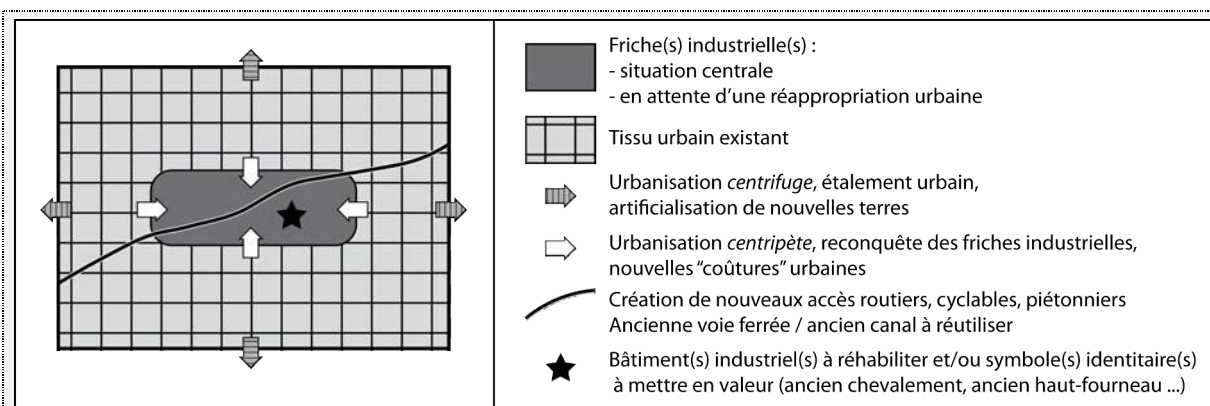 Friche(s) industrielle(s) :
- situation centrale
- en attente d'une réappropriation urbaine
Tissu urbain existant
Urbanisation centrifuge, étalement urbain,
artificialisation de nouvelles terres
Urbanisation centripète, reconquête des friches industrielles,
nouvelles “coûtures” urbaines
Création de nouveaux accès routiers, cyclables, piétonniers
Ancienne voie ferrée / ancien canal à réutiliser
Bâtiment(s) industriel(s) à réhabiliter et/ou symbole(s) identitaire(s)
à mettre en valeur (ancien chevalement, ancien haut-fourneau ...)